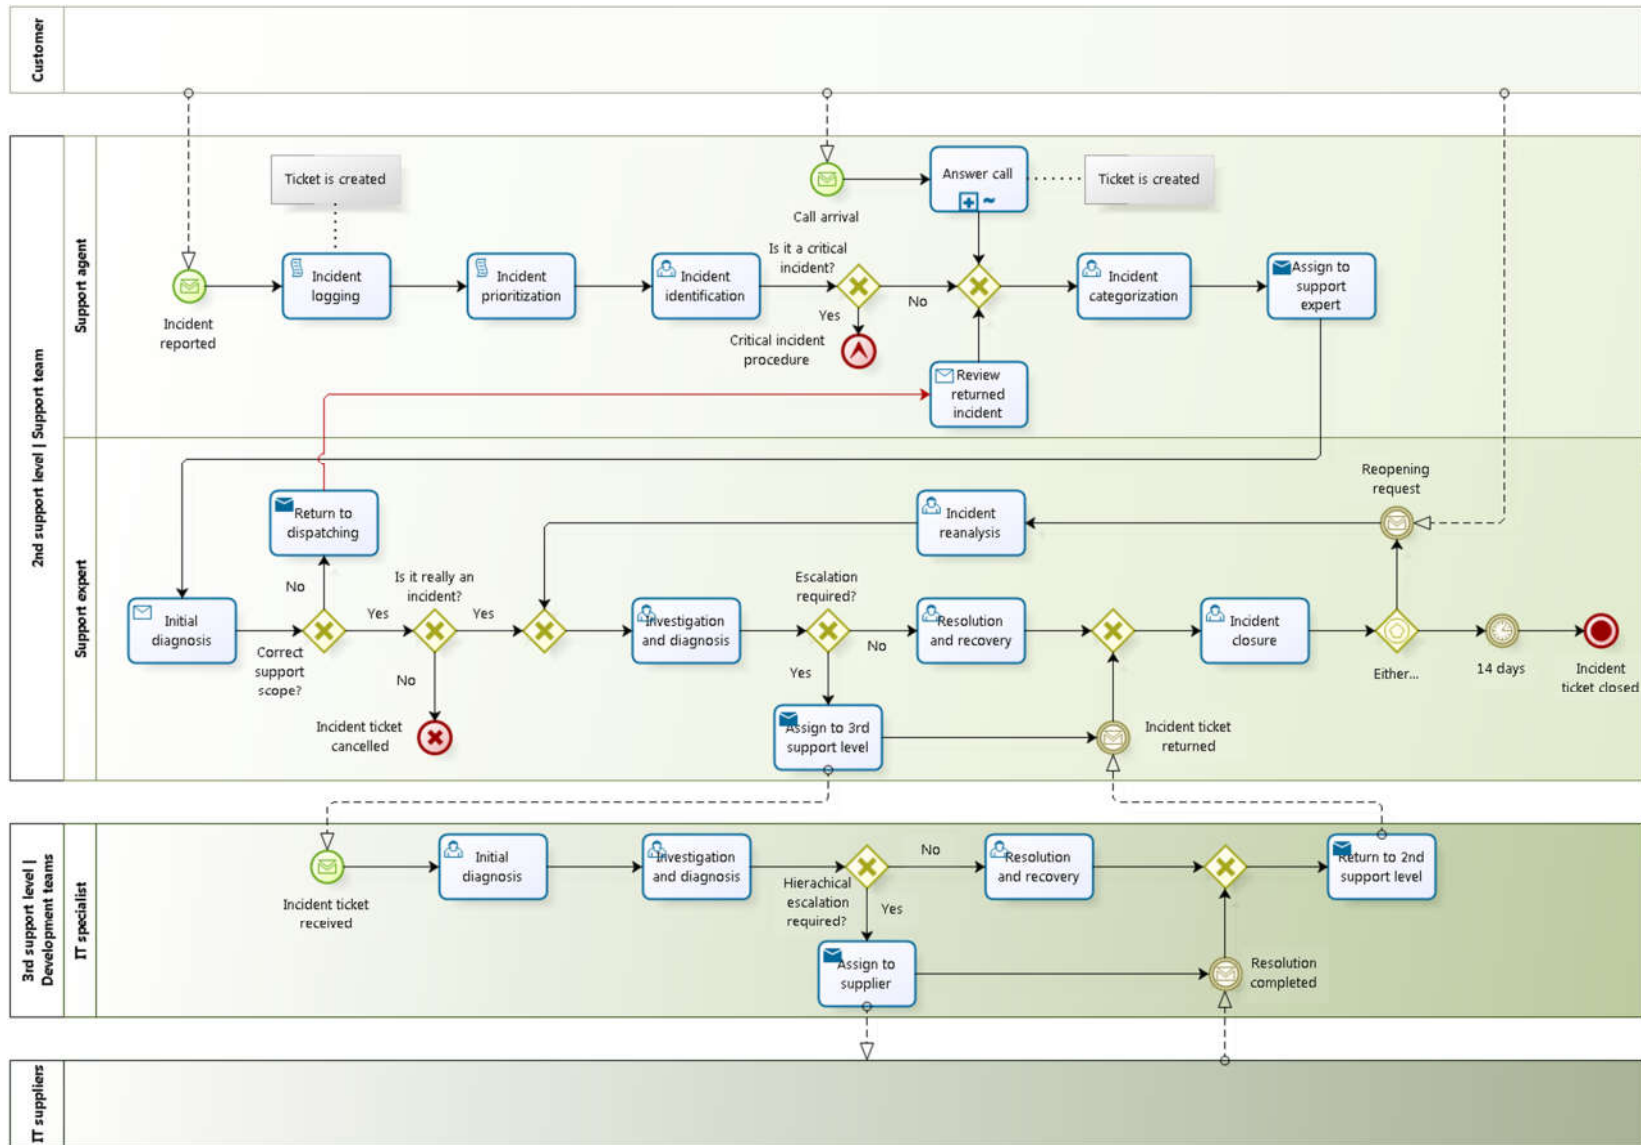 Customer
2nd support level | Support team
Support agent
Ticket is created
Incident
reported
Incident
logging
Incident
prioritization
Incident
identification
Is it a critical
incident?
Yes
No
Critical incident
procedure
Call arrival
Answer call
Ticket is created
Review
returned
incident
Incident
categorization
Assign to
support
expert
Support expert
Initial
diagnosis
Return to
dispatching
No
Correct
support
scope?
Yes
Is it really an
incident?
Yes
No
Incident ticket
cancelled
Investigation
and diagnosis
Incident
reanalysis
Escalation
required?
No
Yes
Resolution
and recovery
Assign to 3rd
support level
Incident ticket
returned
Incident
closure
Reopening
request
Either...
14 days
Incident
ticket closed
3rd support level |
Development teams
IT specialist
Incident ticket
received
Initial
diagnosis
Investigation
and diagnosis
Hierachical
escalation
required?
No
Yes
Resolution
and recovery
Assign to
supplier
Resolution
completed
Return to 2nd
support level
IT suppliers